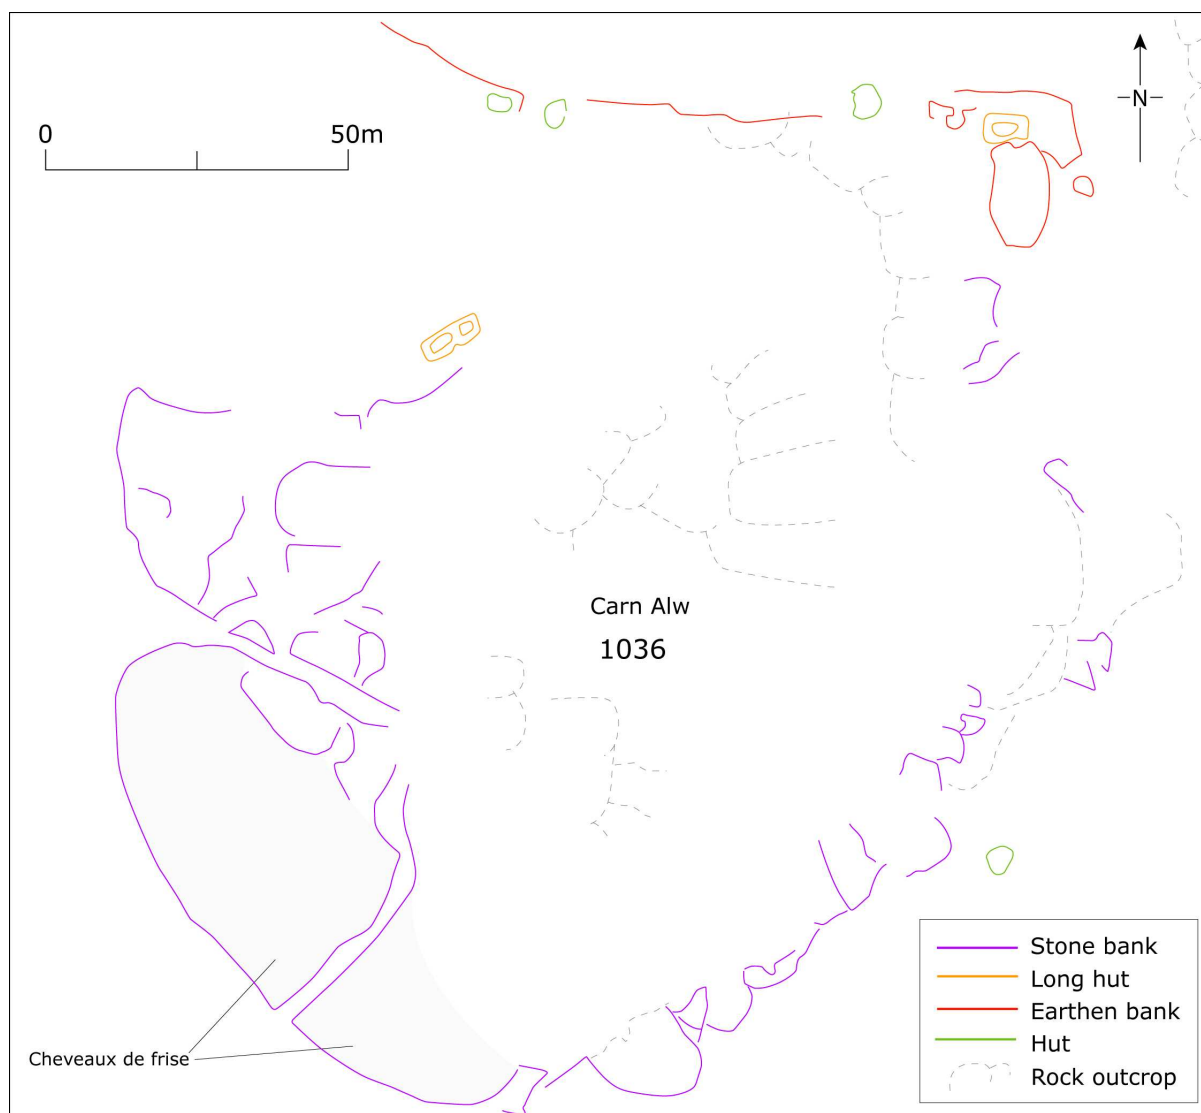 0
50m
N
Carn Alw
1036
Cheveaux de frise
Stone bank
Long hut
Earthen bank
Hut
Rock outcrop